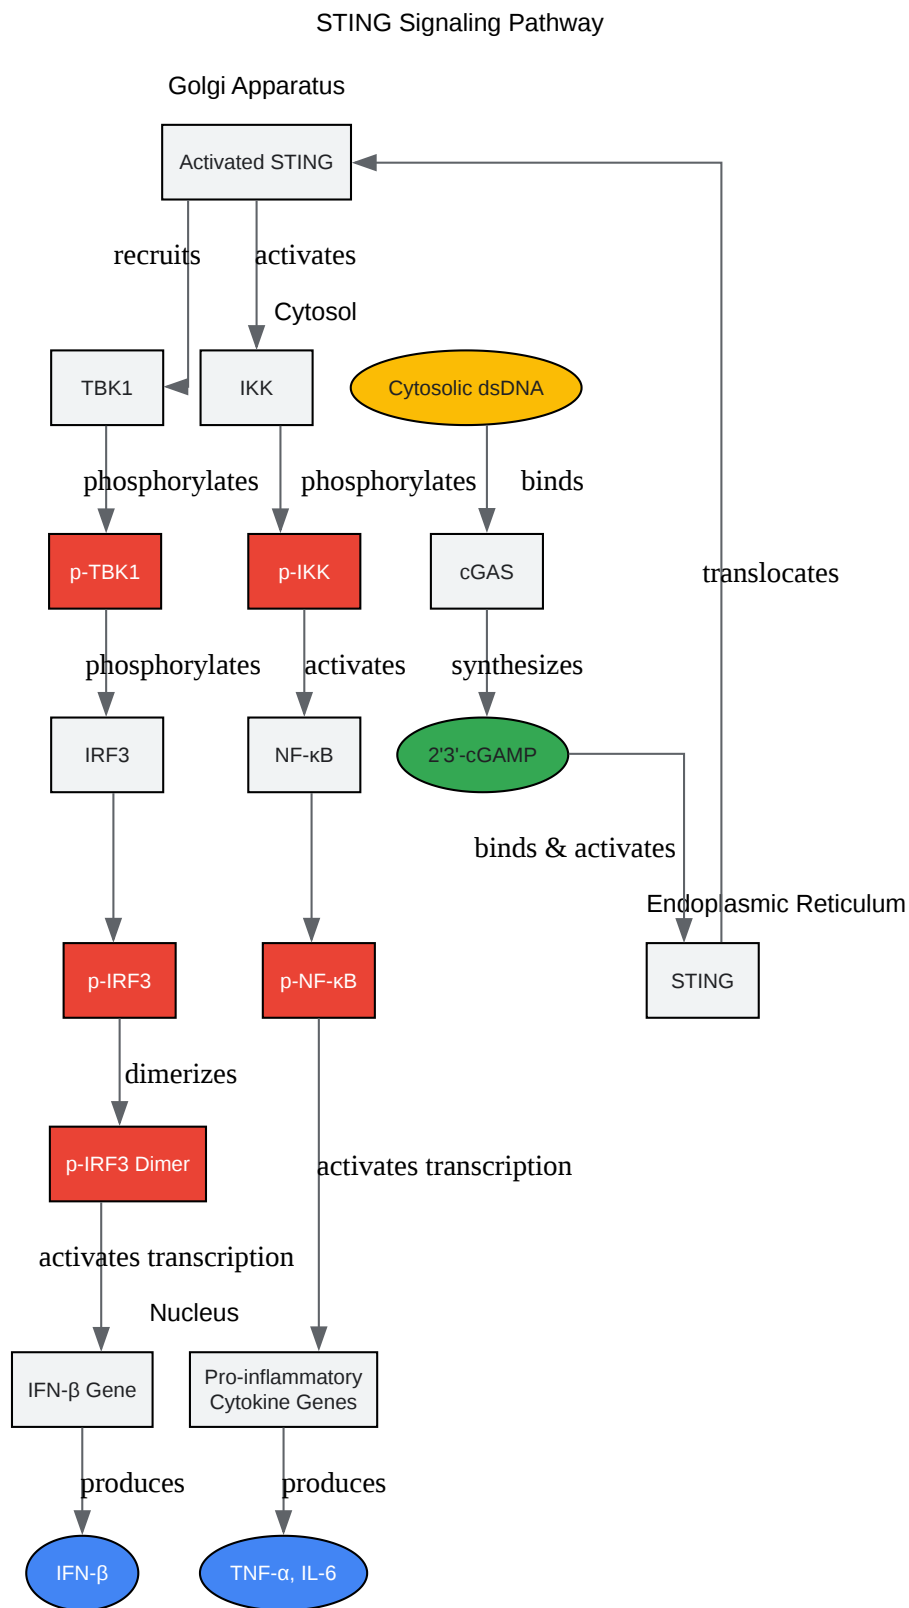 STING Signaling Pathway
Golgi Apparatus
Activated STING
recruits
activates
Cytosol
TBK1
IKK
Cytosolic dsDNA
phosphorylates
phosphorylates
binds
p-TBK1
p-IKK
cGAS
translocates
phosphorylates
activates
synthesizes
IRF3
NF-κB
2'3'-cGAMP
binds & activates
Endoplasmic Reticulum
p-IRF3
p-NF-κB
STING
dimerizes
p-IRF3 Dimer
activates transcription
activates transcription
Nucleus
IFN-β Gene
Pro-inflammatory
Cytokine Genes
produces
produces
IFN-β
TNF-α, IL-6